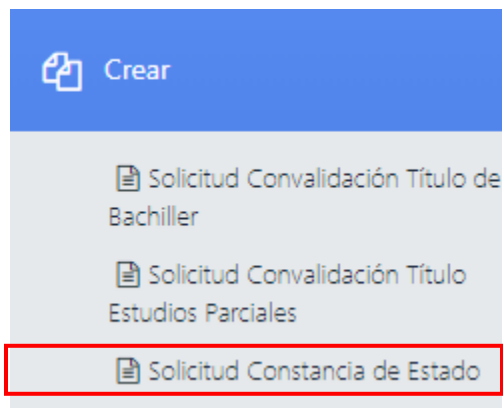 Crear
Solicitud Convalidación Título de
Bachiller
Solicitud Convalidación Título
Estudios Parciales
Solicitud Constancia de Estado